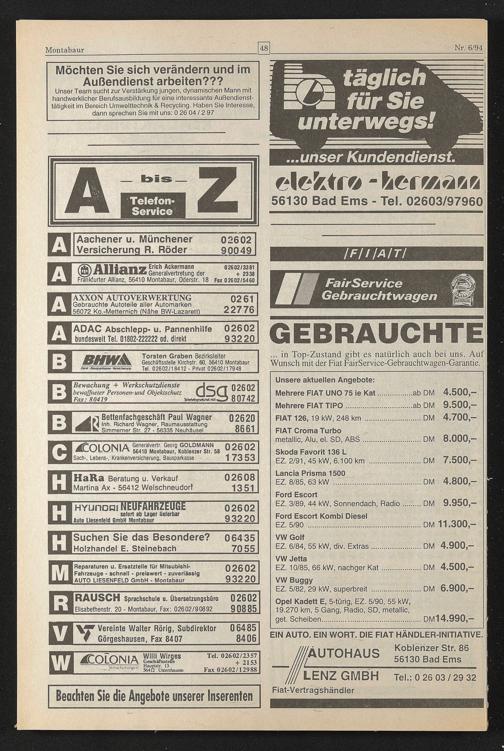 Montabaur
48
Nr. 6/94
Möchten Sie sich verändern und im
Außendienst arbeiten???
Unser Team sucht zur Verstärkung jungen, dynamischen Mann mit
handwerklicher Berufsausbildung für eine interessante Außendienst-
tätigkeit im Bereich Umwelttechnik & Recycling. Haben Sie Interesse,
dann sprechen Sie mit uns: 0 26 04 / 2 97
A bis Z
Telefon-
Service
A Aachener u. Münchener 02602
Versicherung R. Röder 90049
A Allianz Erich Ackermann 02602/3381
Generalvertretung der + 2338
Frankfurter Allianz, 56410 Montabaur, Oderstr. 18 Fax 02602/5460
A AXXON AUTOVERWERTUNG 0261
Gebrauchte Autoteile aller Automarken 22776
56072 Ko.-Metternich (Nähe BW-Lazarett)
A ADAC Abschlepp- u. Pannenhilfe 02602
bundesweit Tel. 01802-222222 od. direkt 93220
B BHW Torsten Graben Bezirksleiter
Geschäftsstelle Kirchstr. 60, 56410 Montabaur
Tel. 02602/18412 - Privat 02602/17948
B Bewachung + Werkschutzdienste 02602
bewaffneter Personen-und Objektschutz dsg 80742
Fax: 80419
B Bettenfachgeschäft Paul Wagner 02620
Inh. Richard Wagner, Raumausstattung 8661
Simmerner Str. 27 - 56335 Neuhäusel
C COLONIA Generalvertr. Georg GOLDMANN 02602
56410 Montabaur, Koblenzer Str. 58 17353
Sach-, Lebens-, Krankenversicherung, Bausparkasse
H HaRa Beratung u. Verkauf 02608
Martina Ax - 56412 Welschneudorf 1351
H HYUNDAI NEUFAHRZEUGE 02602
sofort ab Lager lieferbar 93220
Auto Liesenfeld GmbH Montabaur
H Suchen Sie das Besondere? 06435
Holzhandel E. Steinebach 7055
M Reparaturen u. Ersatzteile für Mitsubishi-
Fahrzeuge - schnell - preiswert - zuverlässig 02602
AUTO LIESENFELD GmbH - Montabaur 93220
R RAUSCH Sprachschule u. Übersetzungsbüro 02602
Elisabethenstr. 20 - Montabaur, Fax: 02602/90892 90885
V Vereinte Walter Rörig, Subdirektor 06485
Görgeshausen, Fax 8407 8406
W COLONIA Willi Wirges Tel. 02602/2357
Geschäftsstelle + 2153
Hauptstr. 13 Fax 02602/12988
56412 Untershausen
Beachten Sie die Angebote unserer Inserenten
täglich
für Sie
unterwegs!
...unser Kundendienst.
elektro - hermann
56130 Bad Ems - Tel. 02603/97960
FIAT
FairService
Gebrauchtwagen
GEBRAUCHTE
... in Top-Zustand gibt es natürlich auch bei uns. Auf
Wunsch mit der Fiat FairService-Gebrauchtwagen-Garantie.
Unsere aktuellen Angebote:
Mehrere FIAT UNO 75 ie Kat ab DM 4.500,–
Mehrere FIAT TIPO ab DM 9.500,–
FIAT 126, 19 kW, 248 km DM 4.700,–
FIAT Croma Turbo
metallic, Alu, el. SD, ABS DM 8.000,–
Skoda Favorit 136 L
EZ. 2/91, 45 kW, 6.100 km DM 7.500,–
Lancia Prisma 1500
EZ. 8/85, 63 kW DM 4.800,–
Ford Escort
EZ. 3/89, 44 kW, Sonnendach, Radio DM 9.950,–
Ford Escort Kombi Diesel
EZ. 5/90 DM 11.300,–
VW Golf
EZ. 6/84, 55 kW, div. Extras DM 4.900,–
VW Jetta
EZ. 10/85, 66 kW, nachger Kat DM 4.500,–
VW Buggy
EZ. 5/82, 29 kW, superbreit DM 6.900,–
Opel Kadett E, 5-türig, EZ. 5/90, 55 kW,
19.270 km, 5 Gang, Radio, SD, metallic,
get. Scheiben DM 14.990,–
EIN AUTO. EIN WORT. DIE FIAT HÄNDLER-INITIATIVE.
AUTOHAUS
LENZ GMBH
Koblenzer Str. 86
56130 Bad Ems
Tel.: 0 26 03 / 29 32
Fiat-Vertragshändler